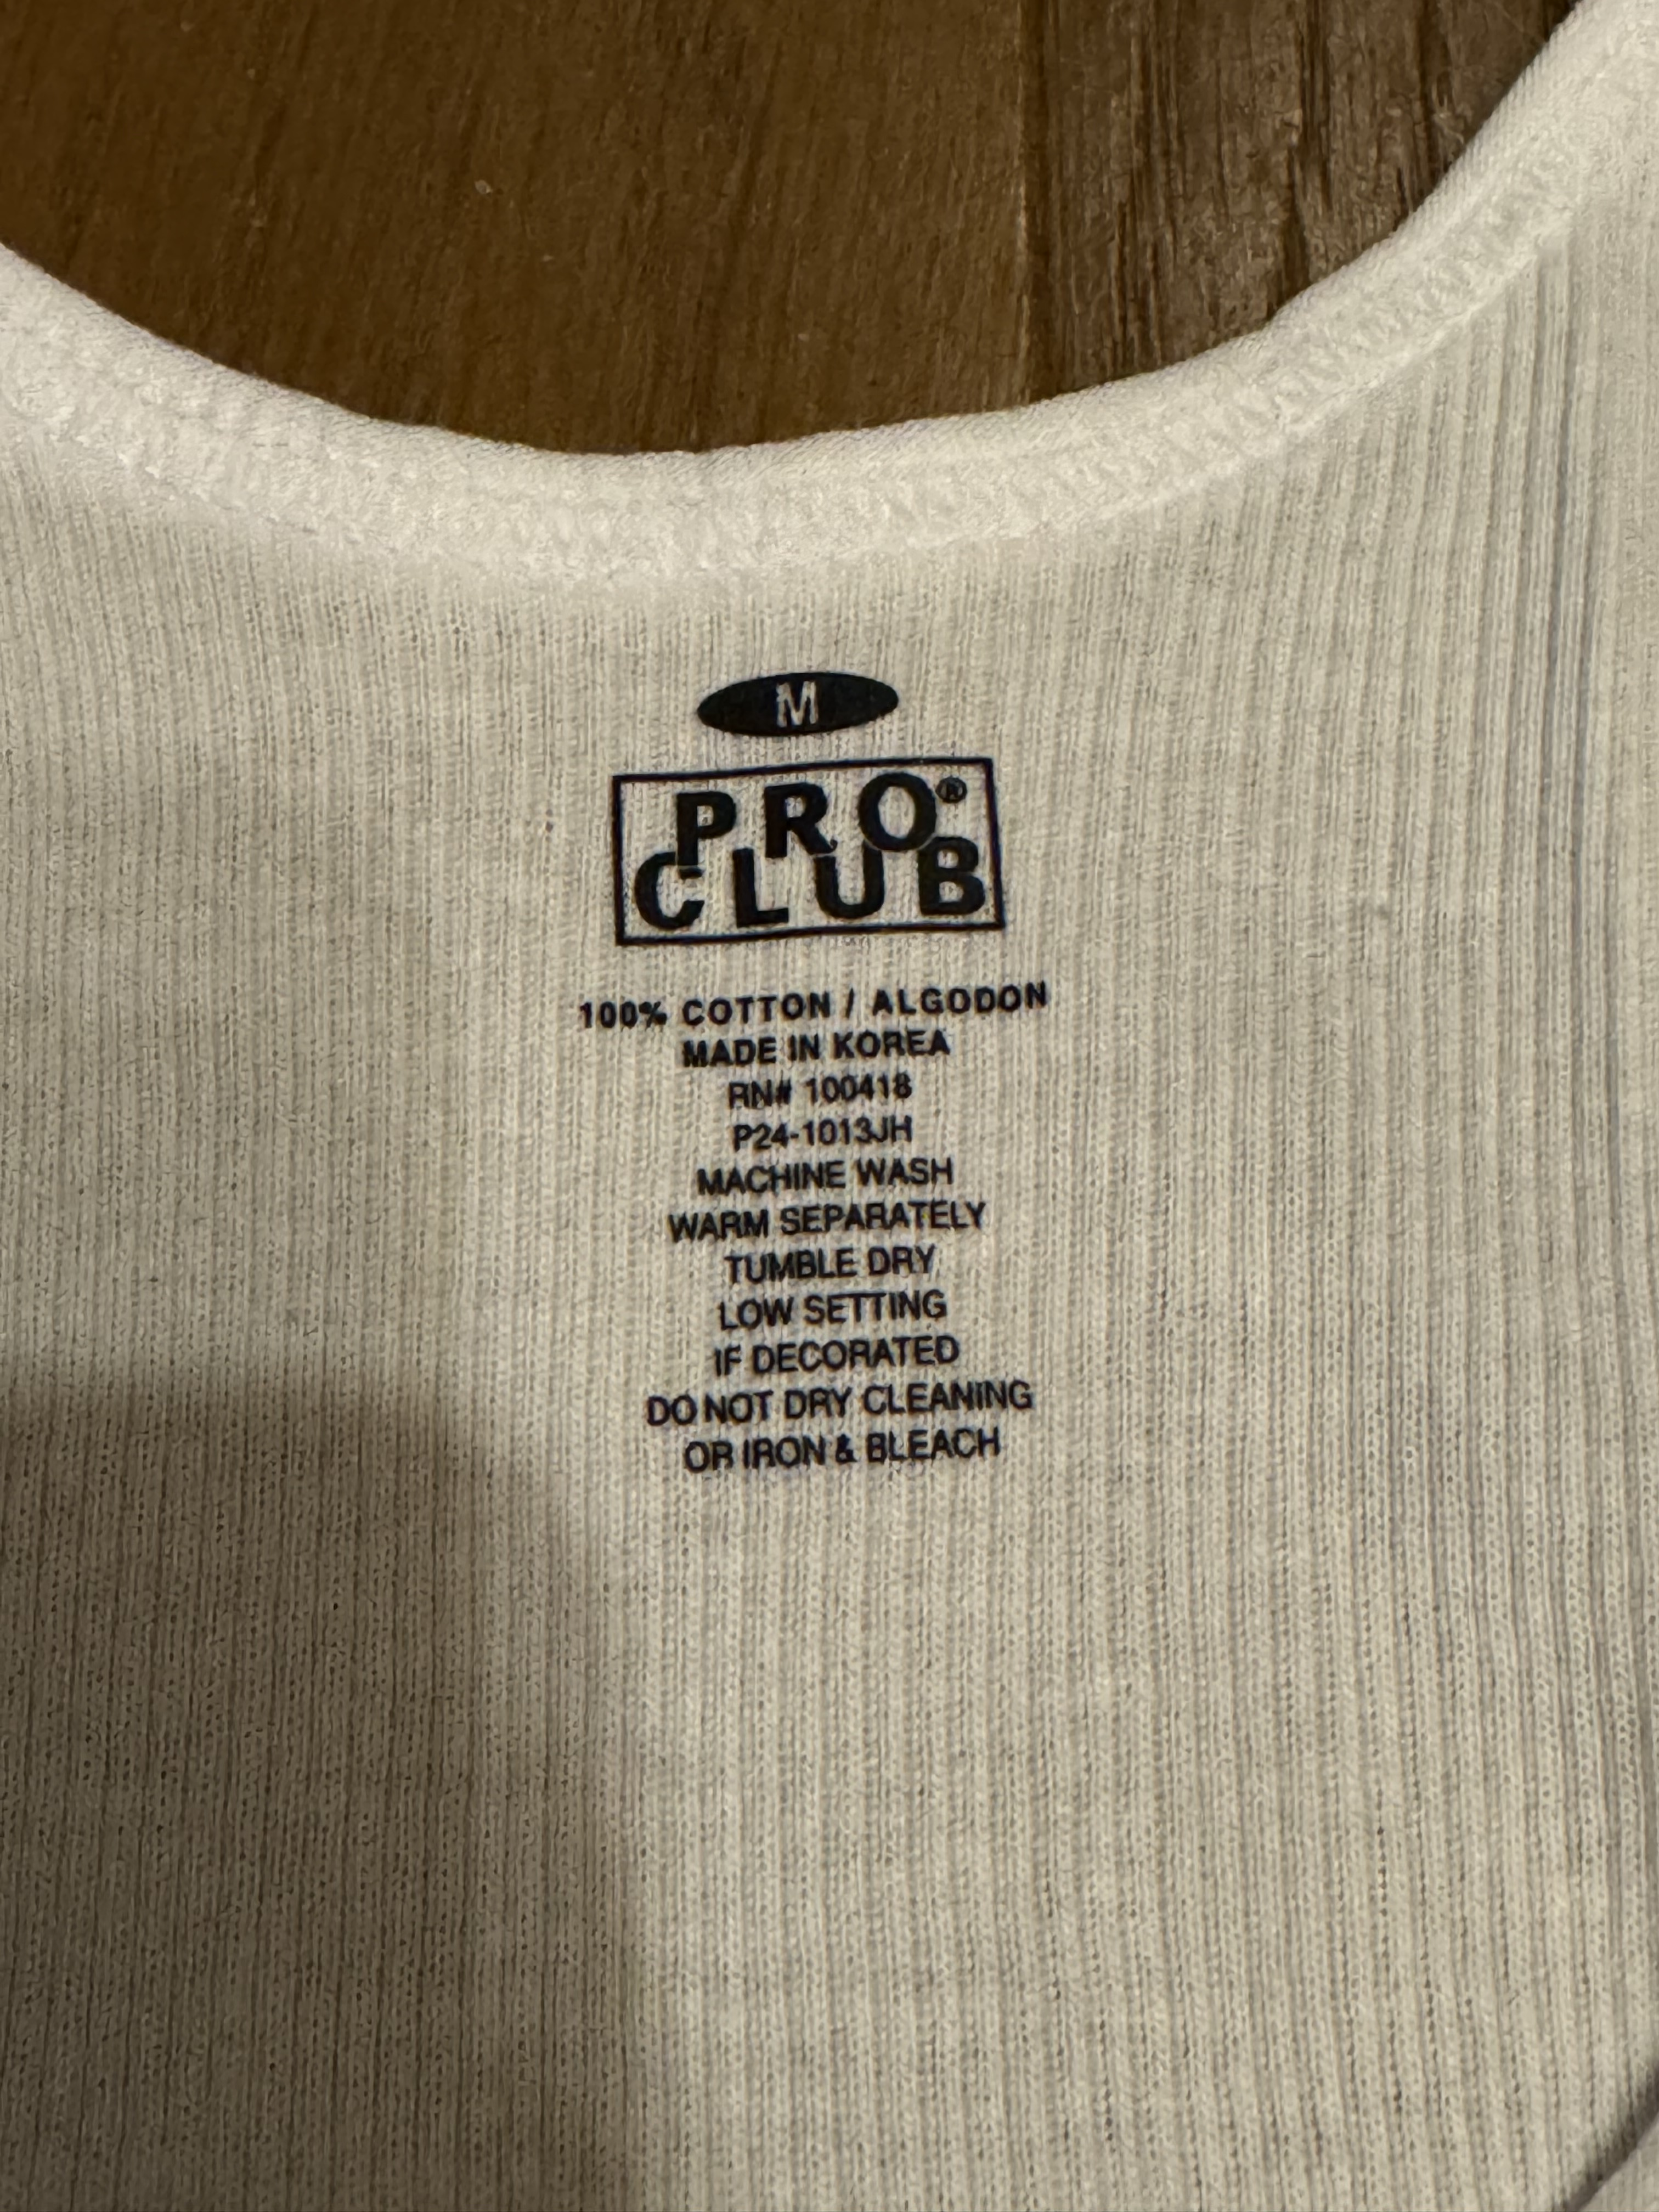 M
PRO®
CLUB
100% COTTON / ALGODON
MADE IN KOREA
RN# 100418
P24-1013JH
MACHINE WASH
WARM SEPARATELY
TUMBLE DRY
LOW SETTING
IF DECORATED
DO NOT DRY CLEANING
OR IRON & BLEACH